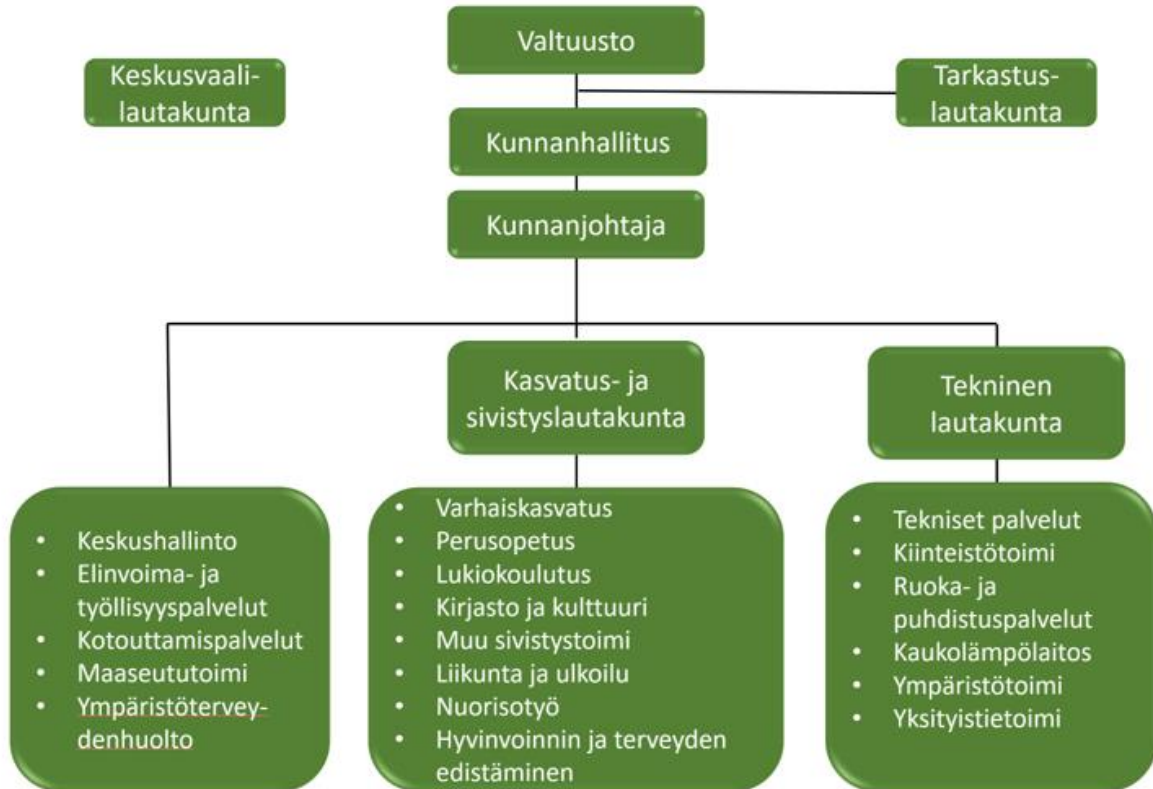 Valtuusto
Keskusvaali-
lautakunta
Tarkastus-
lautakunta
Kunnanhallitus
Kunnanjohtaja
Kasvatus- ja
sivistyslautakunta
Tekninen
lautakunta
• Keskushallinto
• Elinvoima- ja
työllisyyspalvelut
• Kotouttamispalvelut
• Maaseututoimi
• Ympäristötervey-
denhuolto
• Varhaiskasvatus
• Perusopetus
• Lukiokoulutus
• Kirjasto ja kulttuuri
• Muu sivistystoimi
• Liikunta ja ulkoilu
• Nuorisotyö
• Hyvinvoinnin ja terveyden
edistäminen
• Tekniset palvelut
• Kiinteistötoimi
• Ruoka- ja
puhdistuspalvelut
• Kaukolämpölaitos
• Ympäristötoimi
• Yksityistietoimi